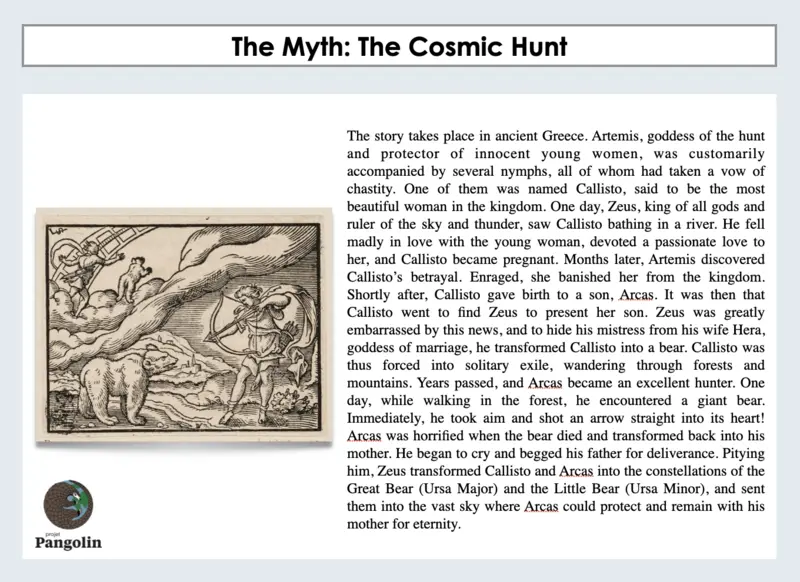 The Myth: The Cosmic Hunt
The story takes place in ancient Greece. Artemis, goddess of the hunt
and protector of innocent young women, was customarily
accompanied by several nymphs, all of whom had taken a vow of
chastity. One of them was named Callisto, said to be the most
beautiful woman in the kingdom. One day, Zeus, king of all gods and
ruler of the sky and thunder, saw Callisto bathing in a river. He fell
madly in love with the young woman, devoted a passionate love to
her, and Callisto became pregnant. Months later, Artemis discovered
Callisto's betrayal. Enraged, she banished her from the kingdom.
Shortly after, Callisto gave birth to a son, Arcas. It was then that
Callisto went to find Zeus to present her son. Zeus was greatly
embarrassed by this news, and to hide his mistress from his wife Hera,
goddess of marriage, he transformed Callisto into a bear. Callisto was
thus forced into solitary exile, wandering through forests and
mountains. Years passed, and Arcas became an excellent hunter. One
day, while walking in the forest, he encountered a giant bear.
Immediately, he took aim and shot an arrow straight into its heart!
Arcas was horrified when the bear died and transformed back into his
mother. He began to cry and begged his father for deliverance. Pitying
him, Zeus transformed Callisto and Arcas into the constellations of the
Great Bear (Ursa Major) and the Little Bear (Ursa Minor), and sent
them into the vast sky where Arcas could protect and remain with his
mother for eternity.
projet
Pangolin